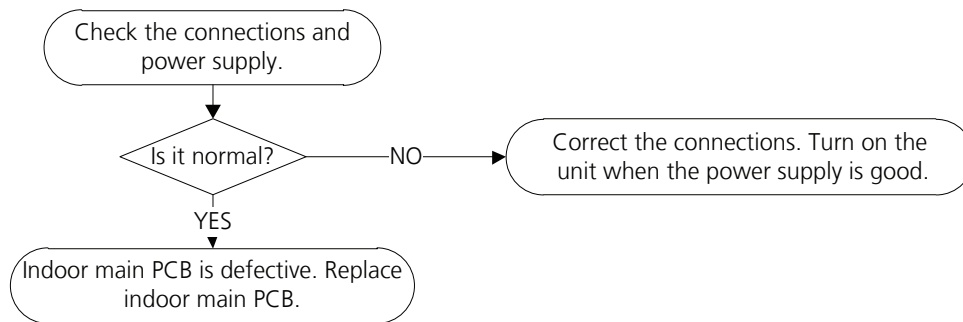 Check the connections and
power supply.
Is it normal?
NO
Correct the connections. Turn on the
unit when the power supply is good.
YES
Indoor main PCB is defective. Replace
indoor main PCB.